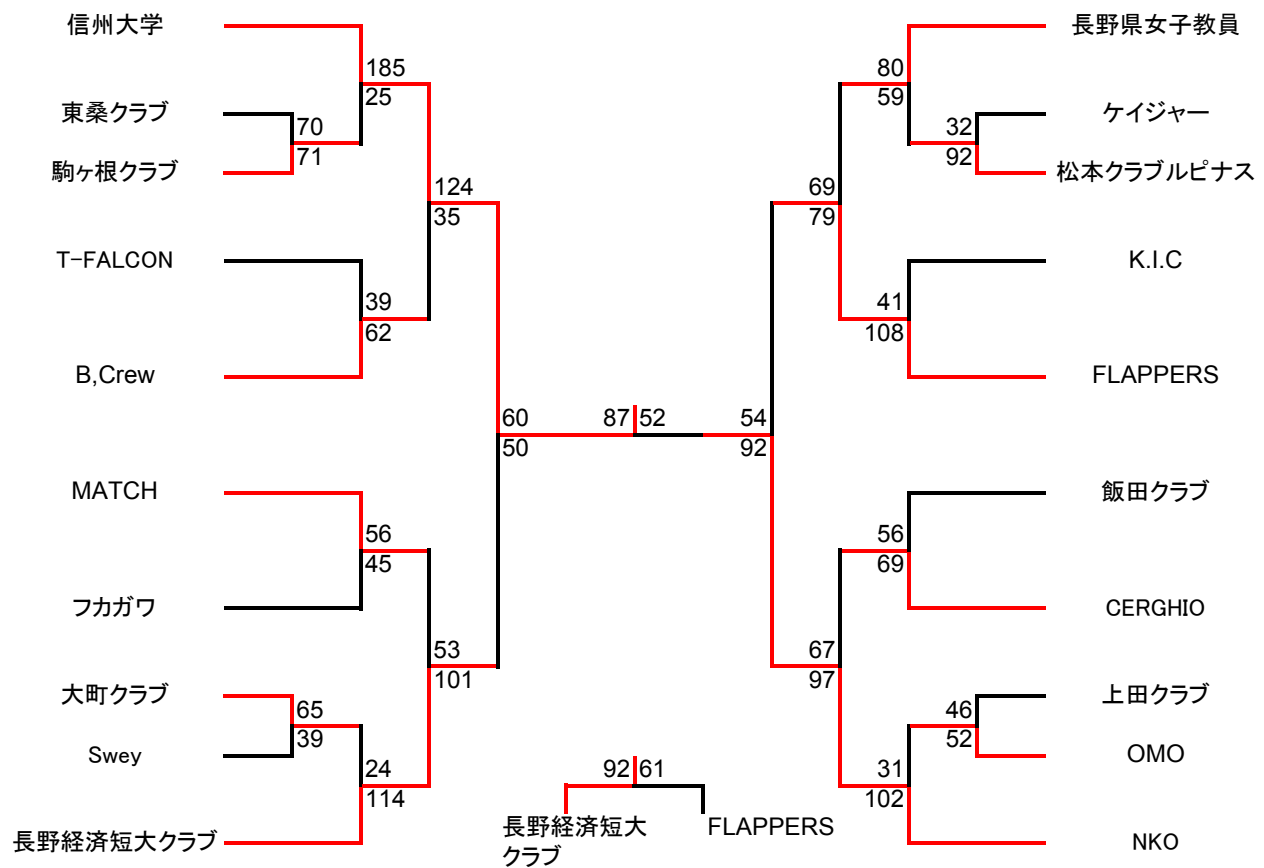 信州大学
長野県女子教員
185
25
80
59
東桑クラブ
70
71
駒ヶ根クラブ
ケイジャー
32
92
松本クラブルピナス
124
35
69
79
T-FALCON
39
62
B,Crew
K.I.C
41
108
FLAPPERS
60
50
87 52
54
92
MATCH
56
45
フカガワ
飯田クラブ
56
69
CERGHIO
53
101
67
97
大町クラブ
65
39
Swey
上田クラブ
46
52
OMO
24
114
長野経済短大クラブ
92 61
長野経済短大
クラブ
FLAPPERS
31
102
NKO